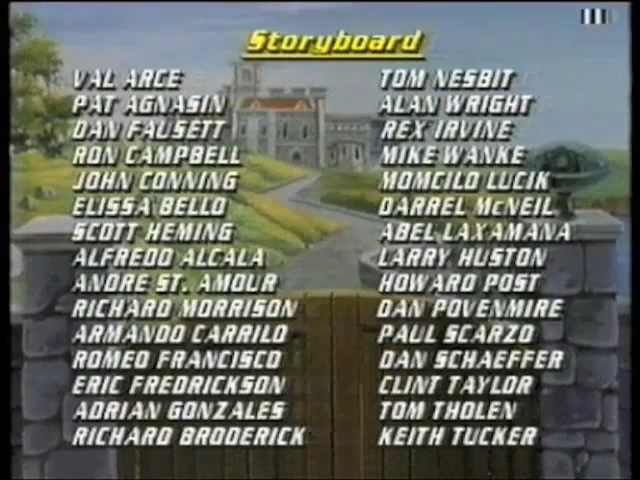 Storyboard
VAL ARCE
PAT AGNASIN
DAN FAUSETT
RON CAMPBELL
JOHN CONNING
ELISSA BELLO
SCOTT HEMING
ALFREDO ALCALA
ANDRE ST. AMOUR
RICHARD MORRISON
ARMANDO CARRILO
ROMEO FRANCISCO
ERIC FREDRICKSON
ADRIAN GONZALES
RICHARD BRODERICK
TOM NESBIT
ALAN WRIGHT
REX IRVINE
MIKE WANKE
MOMCILO LUCIK
DARREL McNEIL
ABEL LAXAMANA
LARRY HUSTON
HOWARD POST
DAN POVENMIRE
PAUL SCARZO
DAN SCHAEFFER
CLINT TAYLOR
TOM THOLEN
KEITH TUCKER